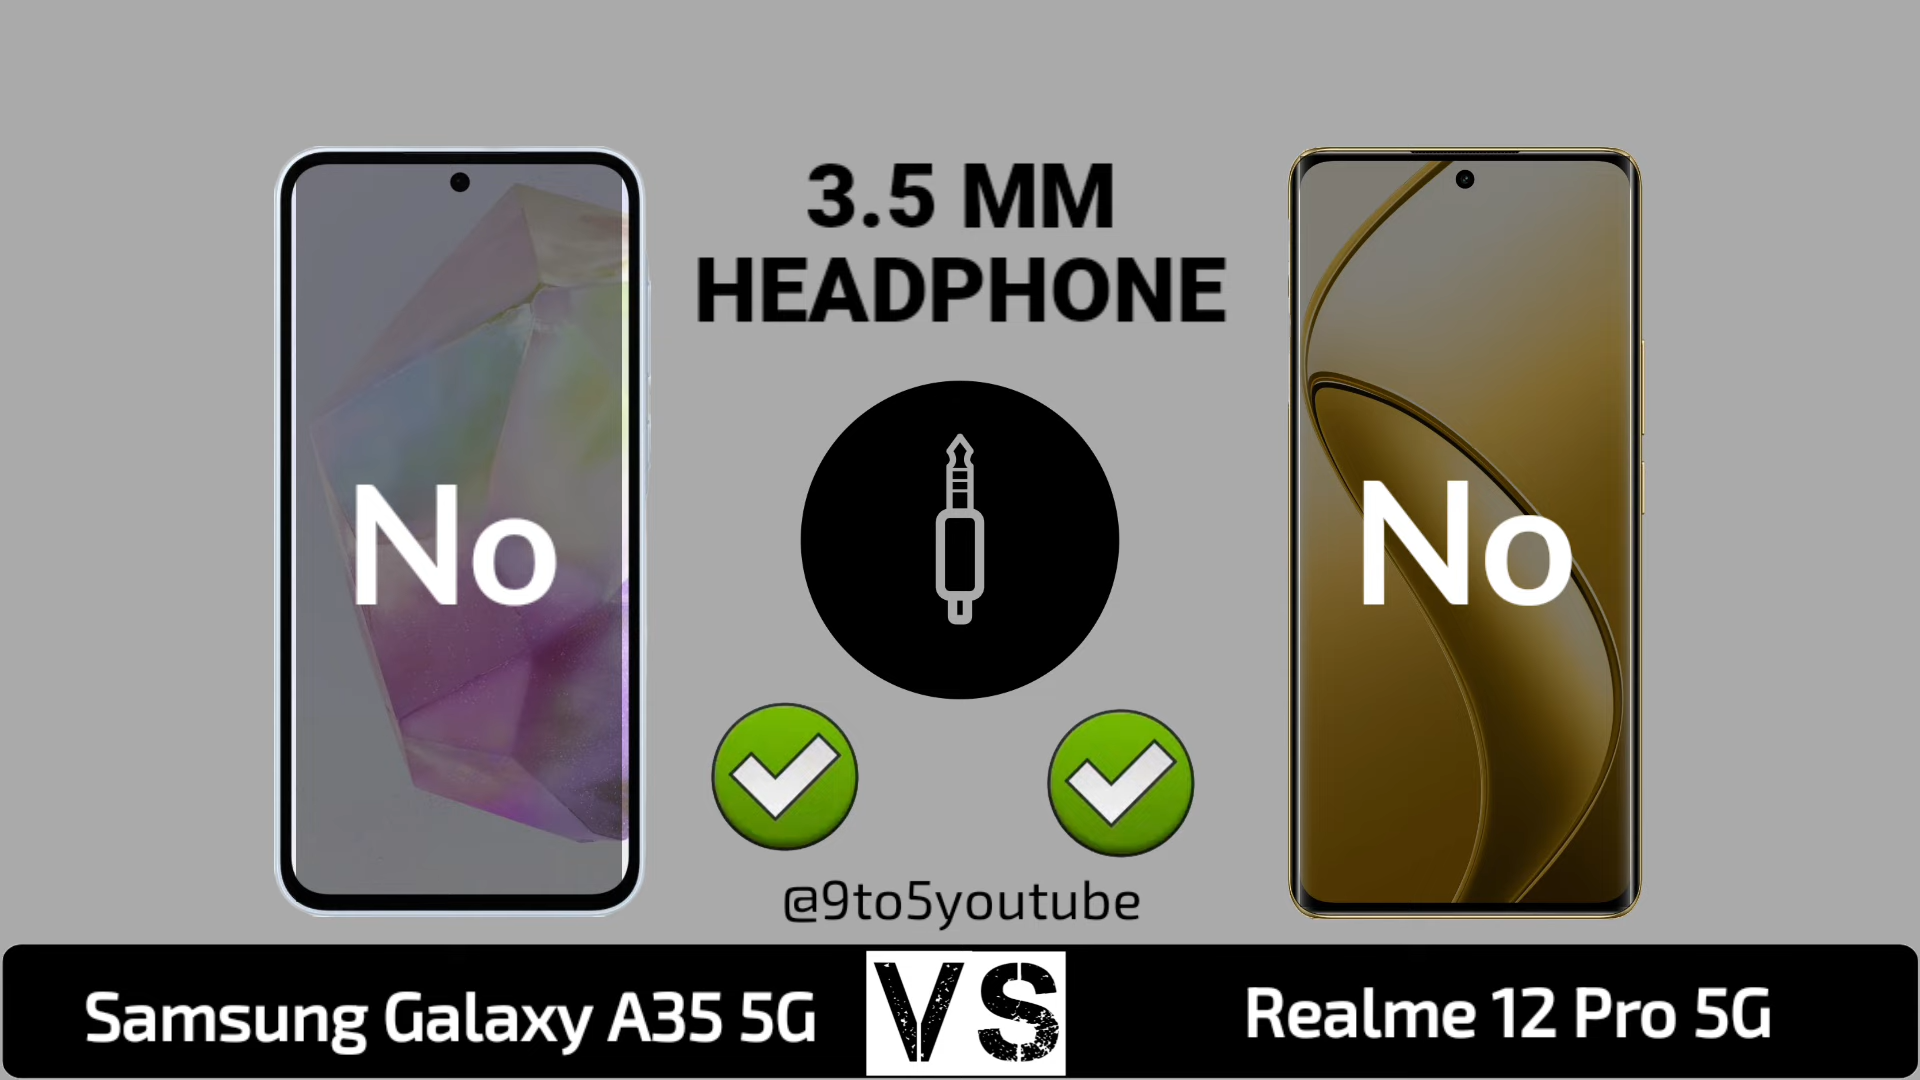 3.5 MM
HEADPHONE
No
No
@9to5youtube
Samsung Galaxy A35 5G
VS
Realme 12 Pro 5G